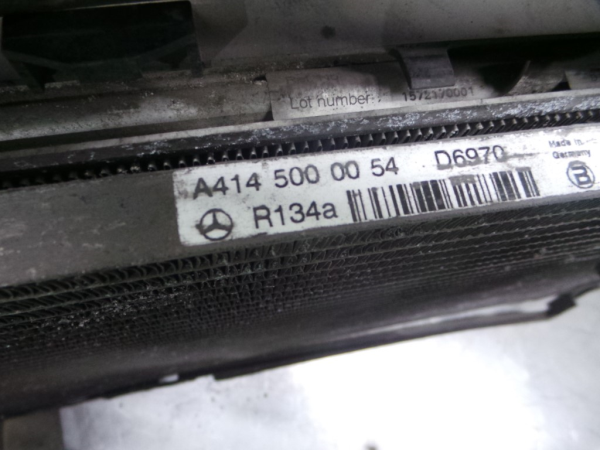 Lot number
A414 500 00 54 D6970
Made in
Germany
R134a